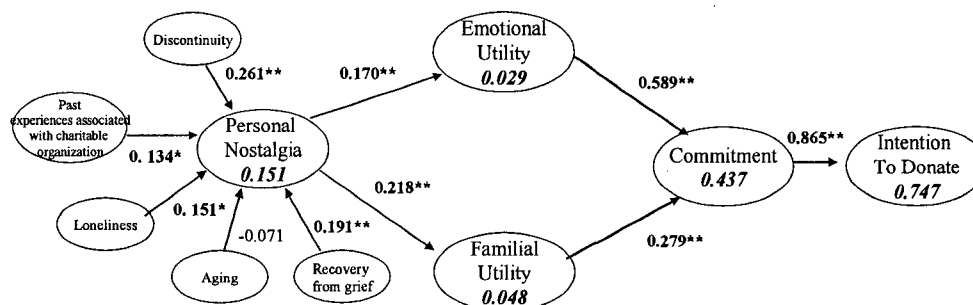 Discontinuity
0.261**
Past
experiences associated
with charitable
organization
0. 134*
Loneliness
0. 151*
Aging
-0.071
Recovery
from grief
0.191**
Personal
Nostalgia
0.151
0.170**
0.218**
Emotional
Utility
0.029
Familial
Utility
0.048
0.589**
0.279**
Commitment
0.437
0.865**
Intention
To Donate
0.747